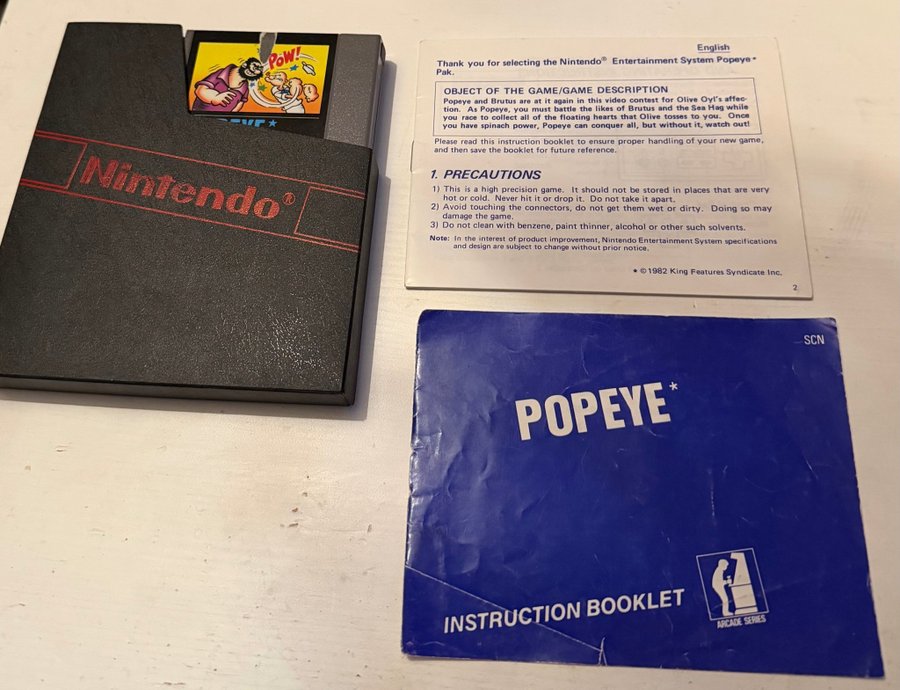 POW!
POPEYE*
Nintendo®
English
Thank you for selecting the Nintendo® Entertainment System Popeye*
Pak.
OBJECT OF THE GAME/GAME DESCRIPTION
Popeye and Brutus are at it again in this video contest for Olive Oyl's affec-
tion. As Popeye, you must battle the likes of Brutus and the Sea Hag while
you race to collect all of the floating hearts that Olive tosses to you. Once
you have spinach power, Popeye can conquer all, but without it, watch out!
Please read this instruction booklet to ensure proper handling of your new game,
and then save the booklet for future reference.
1. PRECAUTIONS
1) This is a high precision game. It should not be stored in places that are very
hot or cold. Never hit it or drop it. Do not take it apart.
2) Avoid touching the connectors, do not get them wet or dirty. Doing so may
damage the game.
3) Do not clean with benzene, paint thinner, alcohol or other such solvents.
Note: In the interest of product improvement, Nintendo Entertainment System specifications
and design are subject to change without prior notice.
* © 1982 King Features Syndicate Inc.
2
SCN
POPEYE*
INSTRUCTION BOOKLET
ARCADE SERIES